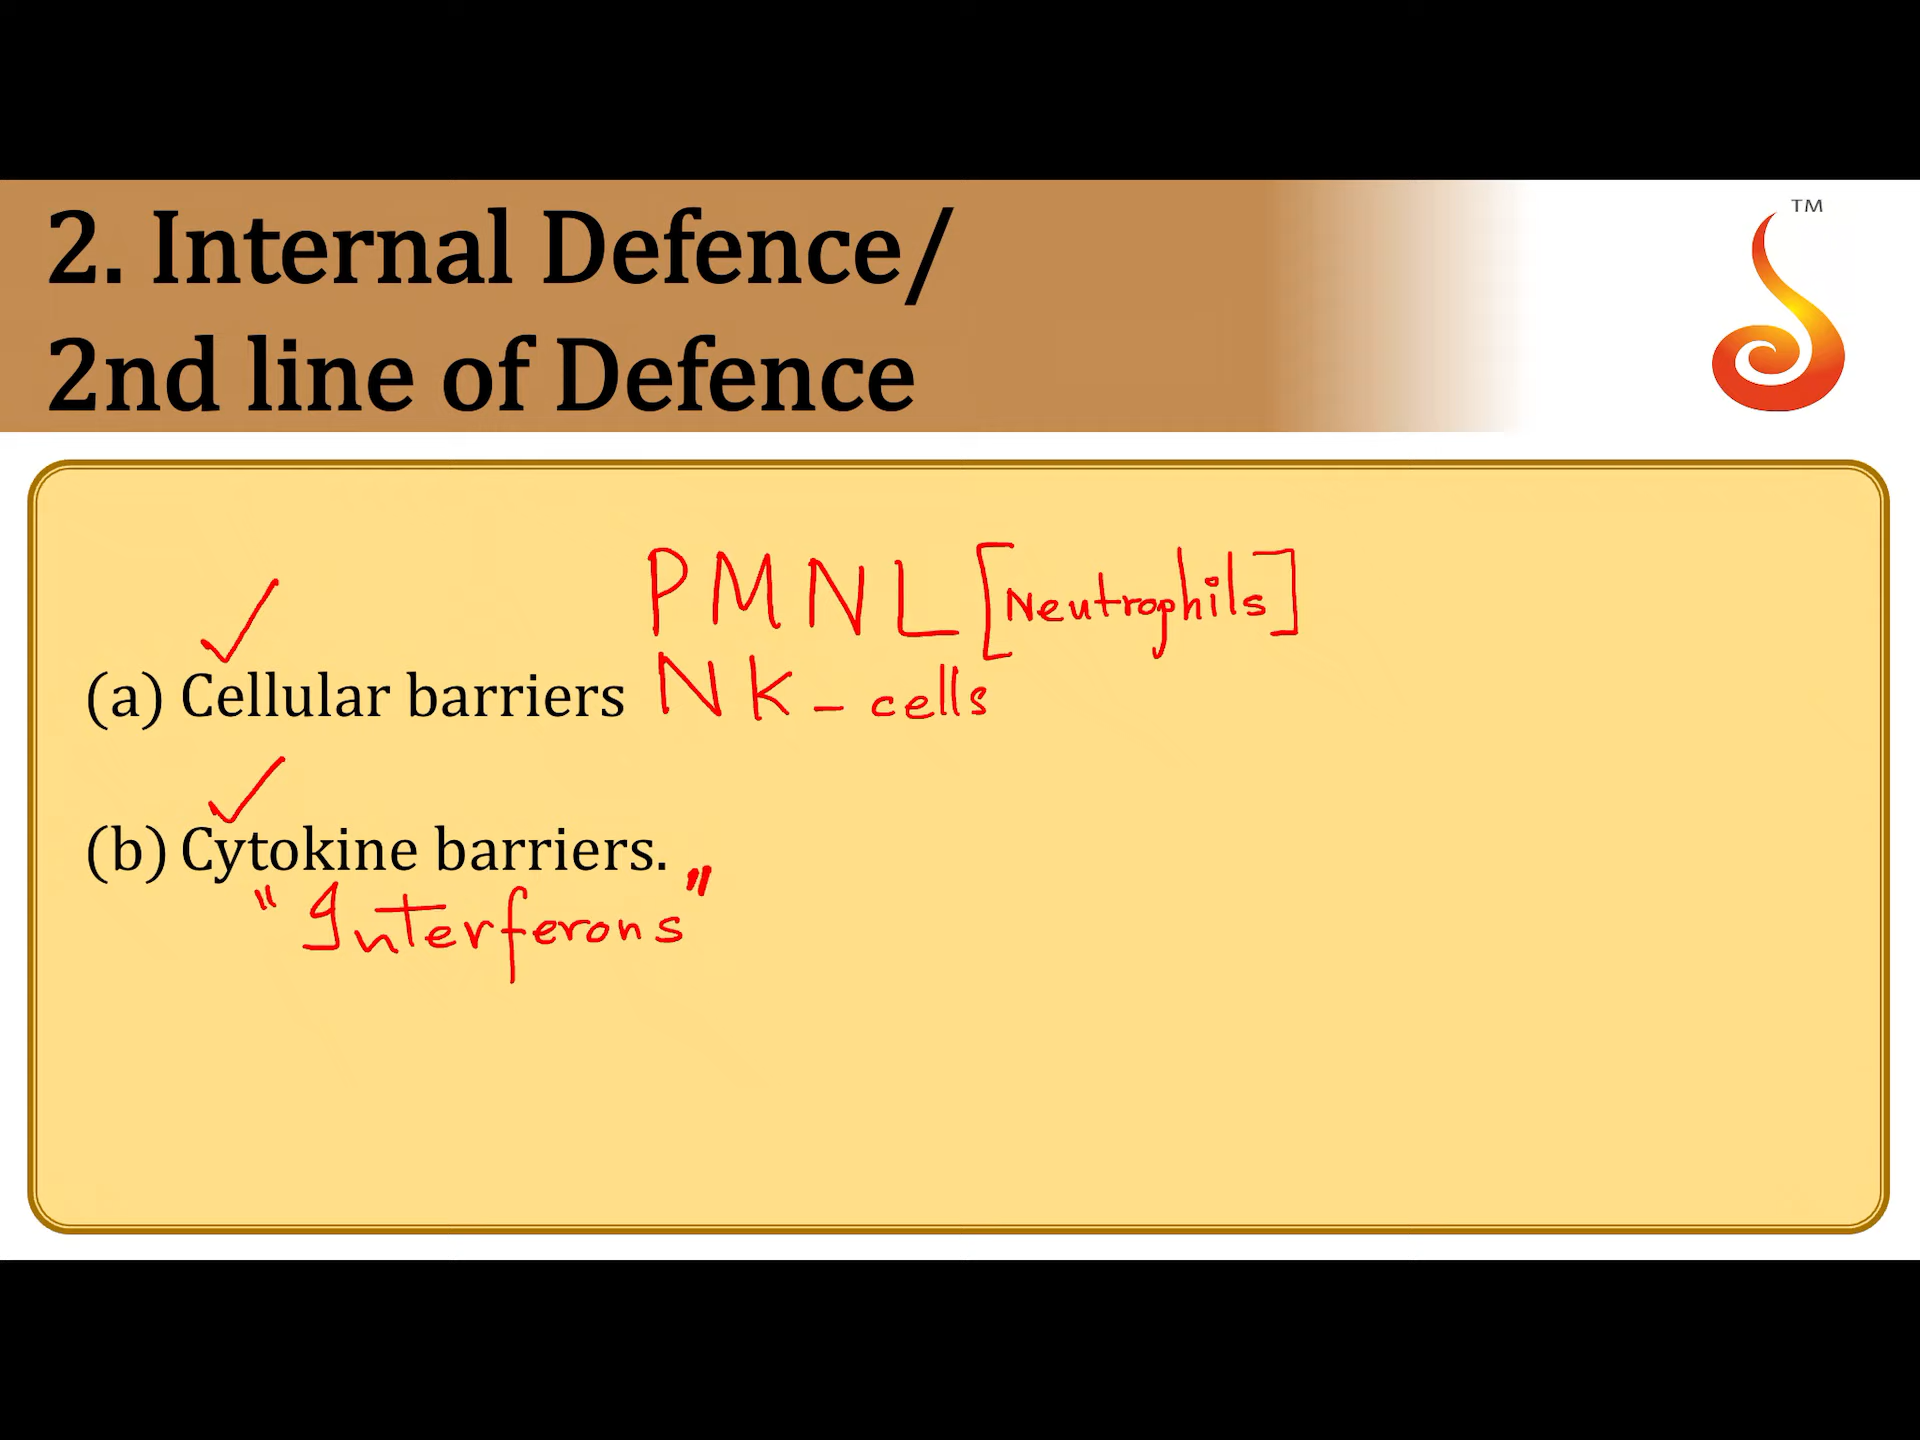 2. Internal Defence/
2nd line of Defence
TM
PMNL [Neutrophils]
(a) Cellular barriers NK - cells
(b) Cytokine barriers.
"Interferons"